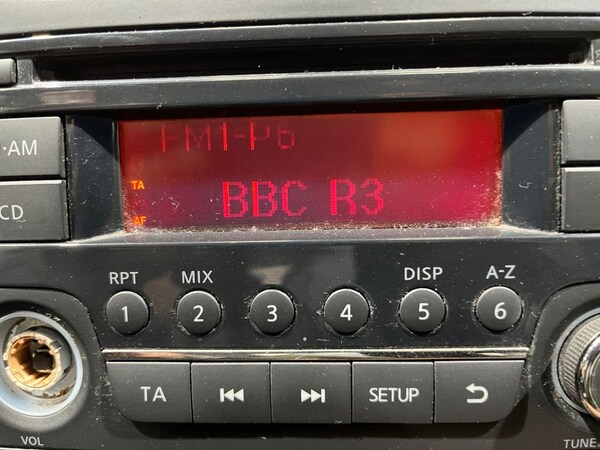 ·AM
FM1-P6
TA
BBC R3
CD
AF
RPT MIX DISP A-Z
1 2 3 4 5 6
TA SETUP
VOL
TUNE